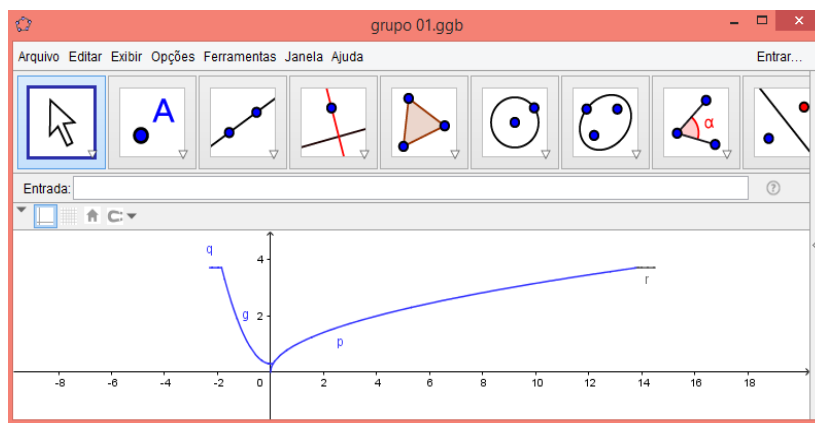 grupo 01.ggb
Arquivo Editar Exibir Opções Ferramentas Janela Ajuda Entrar...
A α
Entrada:
q
4
r
g 2
p
-8 -6 -4 -2 0 2 4 6 8 10 12 14 16 18